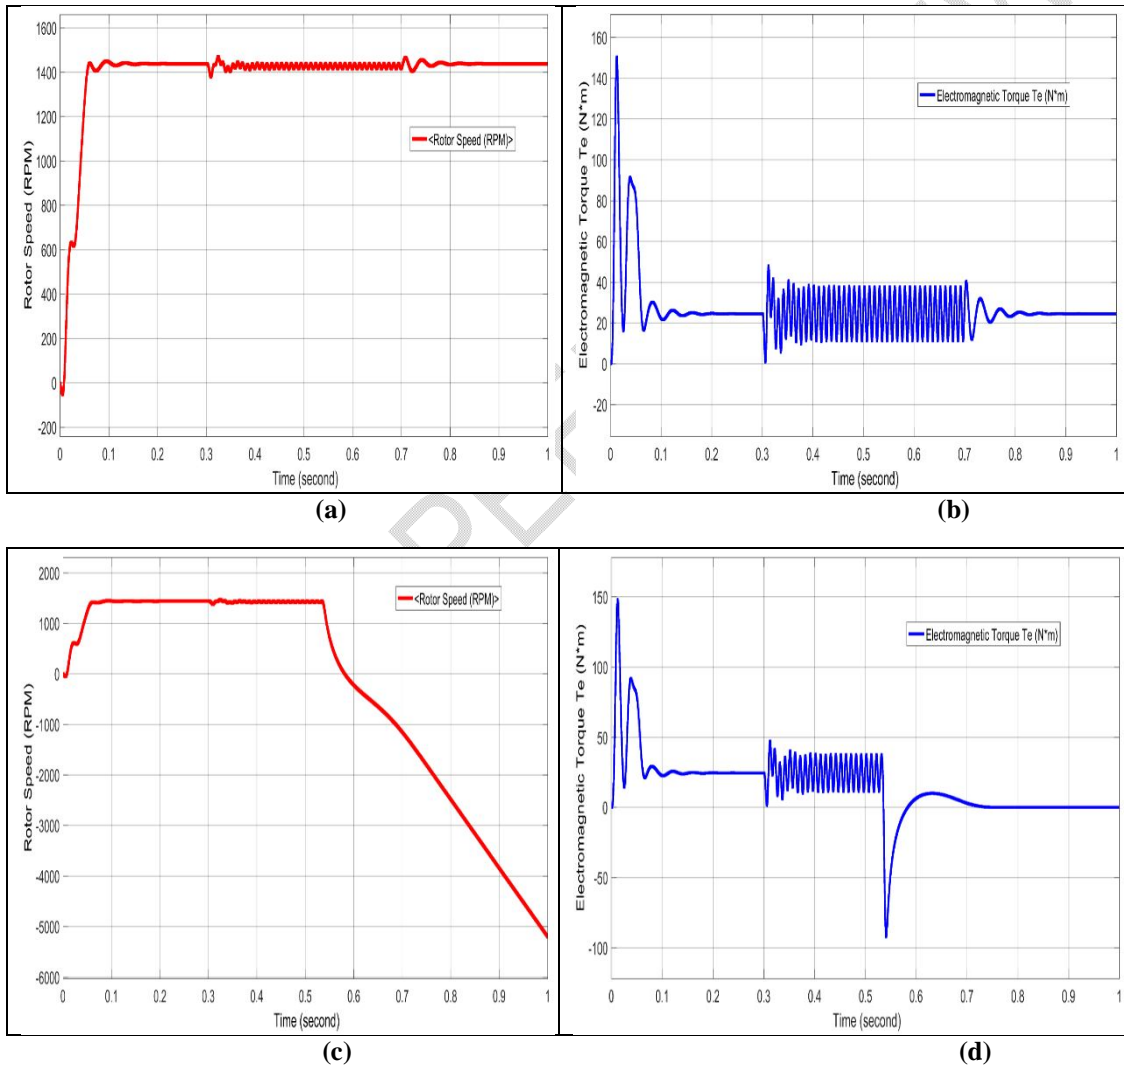 1600
1400
1200
1000
800
600
400
200
0
-200
Rotor Speed (RPM)
<Rotor Speed (RPM)>
0 0.1 0.2 0.3 0.4 0.5 0.6 0.7 0.8 0.9 1
Time (second)
(a)
160
140
120
100
80
60
40
20
0
-20
Electromagnetic Torque Te (N*m)
Electromagnetic Torque Te (N*m)
0 0.1 0.2 0.3 0.4 0.5 0.6 0.7 0.8 0.9 1
Time (second)
(b)
2000
1000
0
-1000
-2000
-3000
-4000
-5000
-6000
Rotor Speed (RPM)
<Rotor Speed (RPM)>
0 0.1 0.2 0.3 0.4 0.5 0.6 0.7 0.8 0.9 1
Time (second)
(c)
150
100
50
0
-50
-100
Electromagnetic Torque Te (N*m)
Electromagnetic Torque Te (N*m)
0 0.1 0.2 0.3 0.4 0.5 0.6 0.7 0.8 0.9 1
Time (second)
(d)